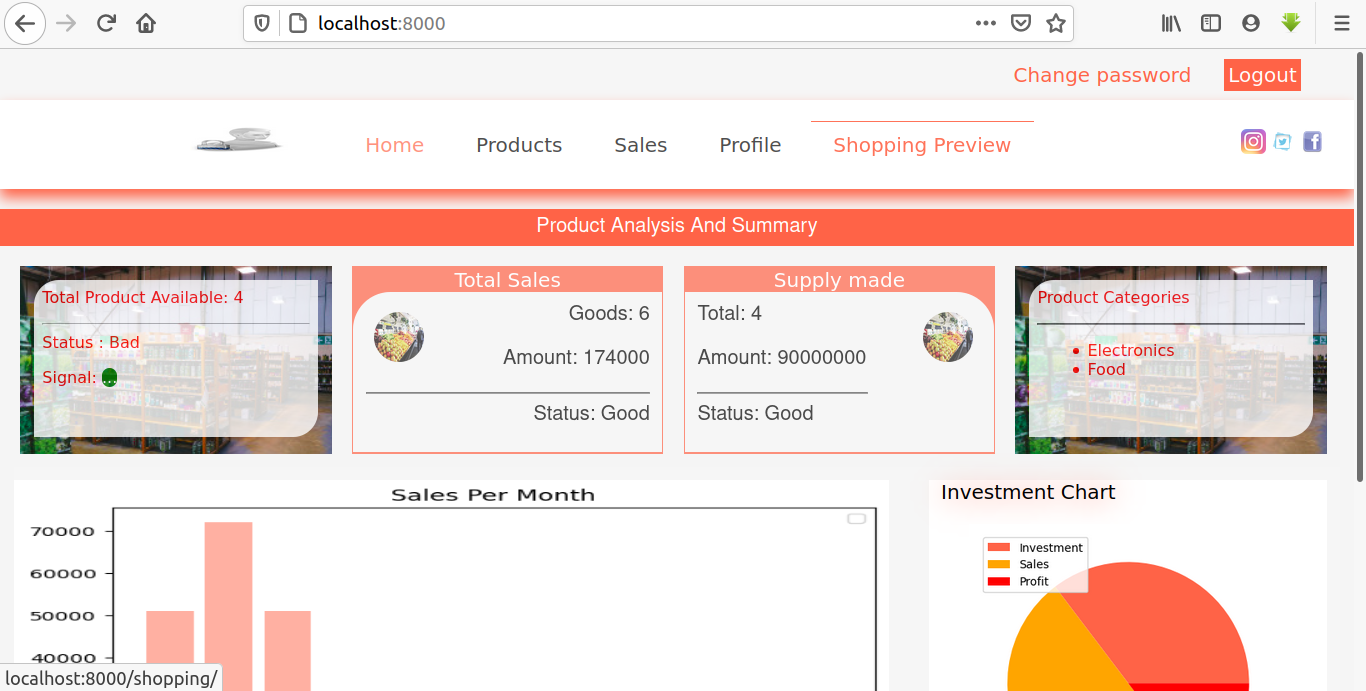 localhost:8000
Change password Logout
Home Products Sales Profile Shopping Preview
Product Analysis And Summary
Total Product Available: 4
Status : Bad
Signal: ...
Total Sales
Goods: 6
Amount: 174000
Status: Good
Supply made
Total: 4
Amount: 90000000
Status: Good
Product Categories
Electronics
Food
Sales Per Month
70000
60000
50000
40000
Investment Chart
Investment
Sales
Profit
localhost:8000/shopping/